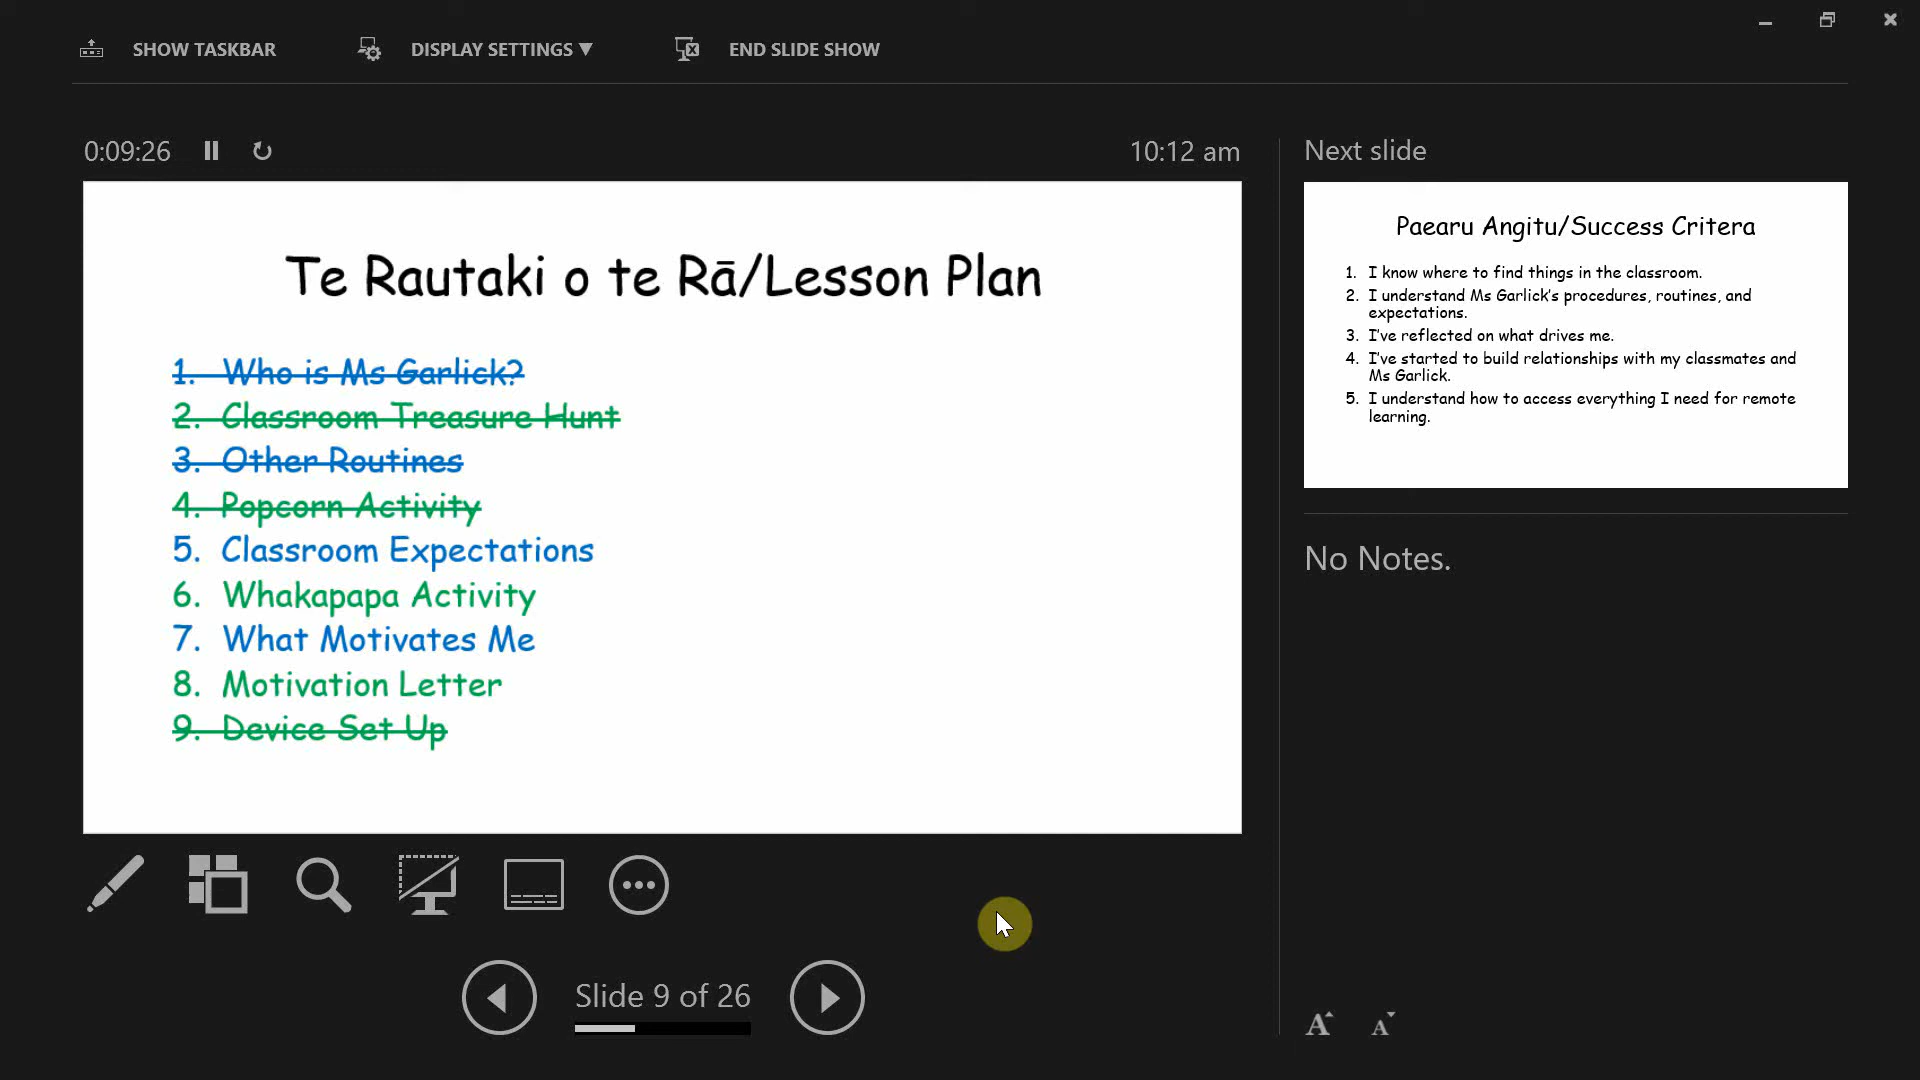 SHOW TASKBAR
DISPLAY SETTINGS ▼
END SLIDE SHOW
0:09:26
10:12 am
Te Rautaki o te Rā/Lesson Plan
1. Who is Ms Garlick?
2. Classroom Treasure Hunt
3. Other Routines
4. Popcorn Activity
5. Classroom Expectations
6. Whakapapa Activity
7. What Motivates Me
8. Motivation Letter
9. Device Set Up
Slide 9 of 26
Next slide
Paearu Angitu/Success Critera
1. I know where to find things in the classroom.
2. I understand Ms Garlick's procedures, routines, and
expectations.
3. I've reflected on what drives me.
4. I've started to build relationships with my classmates and
Ms Garlick.
5. I understand how to access everything I need for remote
learning.
No Notes.
A A